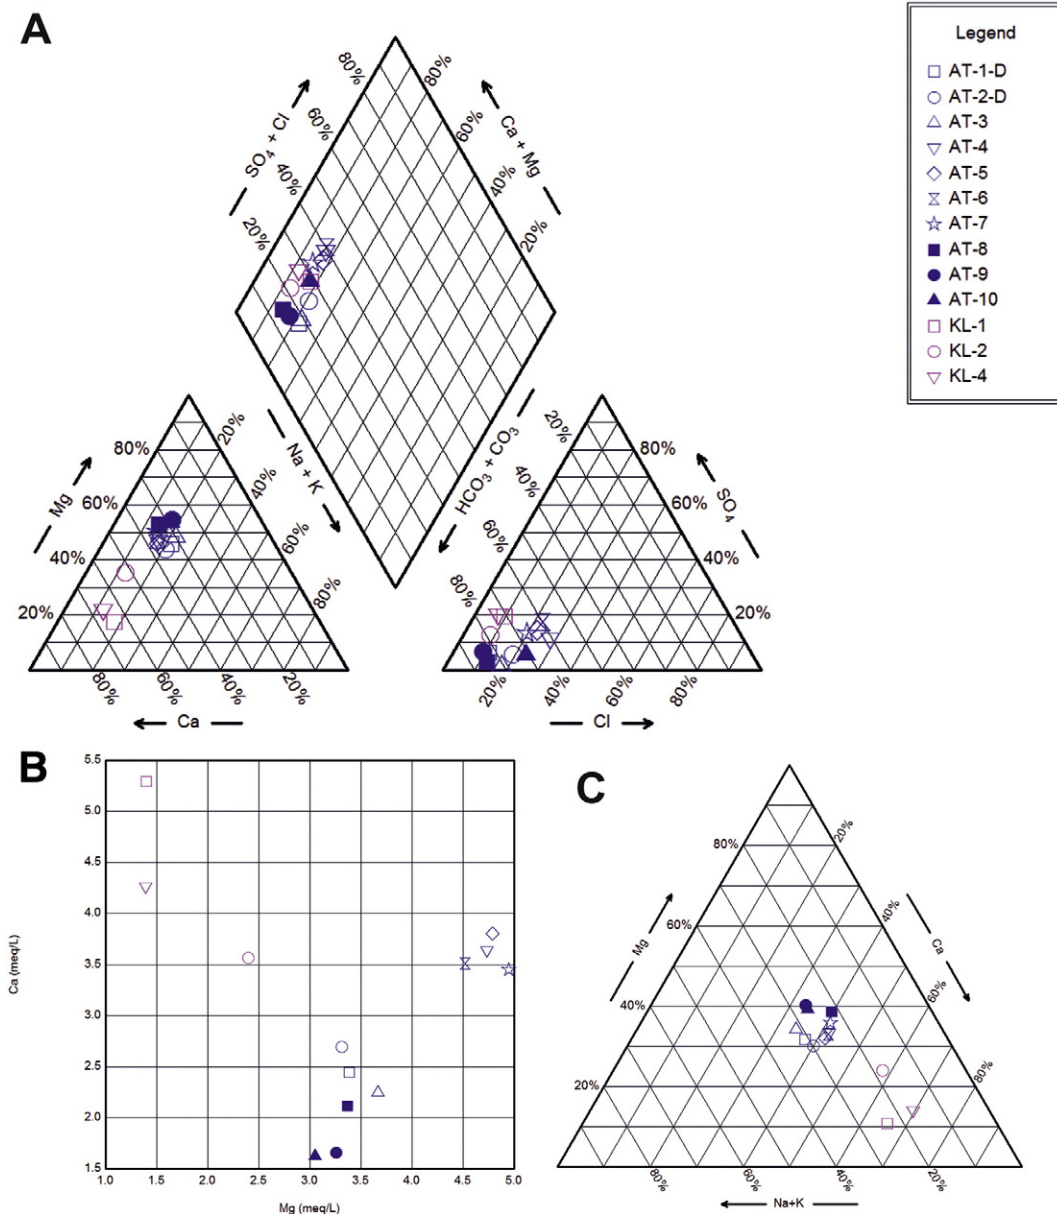 A
Legend
AT-1-D
AT-2-D
AT-3
AT-4
AT-5
AT-6
AT-7
AT-8
AT-9
AT-10
KL-1
KL-2
KL-4
80%
60%
40%
20%
SO4 + Cl
80%
60%
40%
20%
Ca + Mg
Na + K
HCO3 + CO3
80%
60%
40%
20%
Mg
20%
40%
60%
80%
80%
60%
40%
20%
Ca
20%
40%
60%
80%
80%
60%
40%
20%
SO4
20%
40%
60%
80%
Cl
B
5.5
5.0
4.5
4.0
3.5
3.0
2.5
2.0
1.5
Ca (meq/L)
1.0 1.5 2.0 2.5 3.0 3.5 4.0 4.5 5.0
Mg (meq/L)
C
80%
60%
40%
20%
Mg
20%
40%
60%
80%
Ca
80% 60% 40% 20%
Na+K